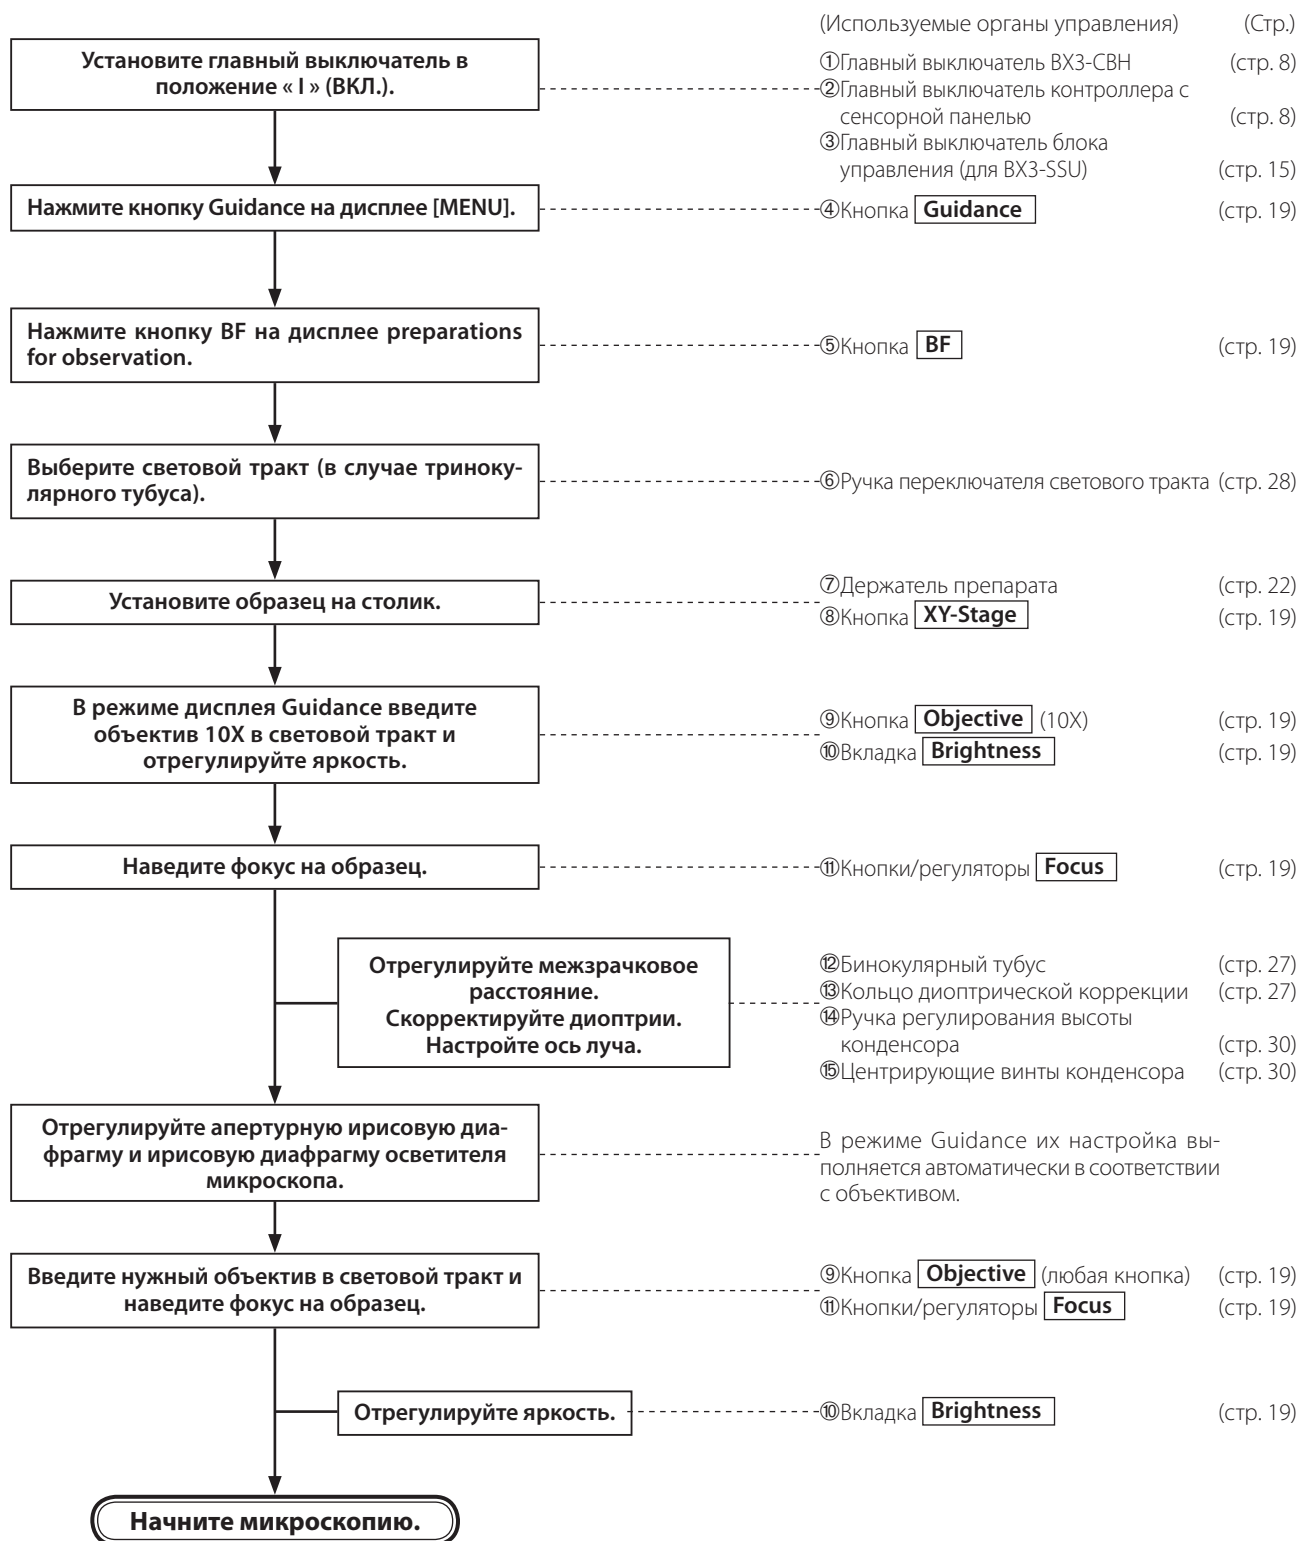 (Используемые органы управления) (Стр.)
Установите главный выключатель в
положение « I » (ВКЛ.).
①Главный выключатель BX3-CBH (стр. 8)
②Главный выключатель контроллера с
сенсорной панелью (стр. 8)
③Главный выключатель блока
управления (для BX3-SSU) (стр. 15)
Нажмите кнопку Guidance на дисплее [MENU].
④Кнопка Guidance (стр. 19)
Нажмите кнопку BF на дисплее preparations
for observation.
⑤Кнопка BF (стр. 19)
Выберите световой тракт (в случае триноку-
лярного тубуса).
⑥Ручка переключателя светового тракта (стр. 28)
Установите образец на столик.
⑦Держатель препарата (стр. 22)
⑧Кнопка XY-Stage (стр. 19)
В режиме дисплея Guidance введите
объектив 10X в световой тракт и
отрегулируйте яркость.
⑨Кнопка Objective (10X) (стр. 19)
⑩Вкладка Brightness (стр. 19)
Наведите фокус на образец.
⑪Кнопки/регуляторы Focus (стр. 19)
Отрегулируйте межзрачковое
расстояние.
Скорректируйте диоптрии.
Настройте ось луча.
⑫Бинокулярный тубус (стр. 27)
⑬Кольцо диоптрической коррекции (стр. 27)
⑭Ручка регулирования высоты
конденсора (стр. 30)
⑮Центрирующие винты конденсора (стр. 30)
Отрегулируйте апертурную ирисовую диа-
фрагму и ирисовую диафрагму осветителя
микроскопа.
В режиме Guidance их настройка вы-
полняется автоматически в соответствии
с объективом.
Введите нужный объектив в световой тракт и
наведите фокус на образец.
⑨Кнопка Objective (любая кнопка) (стр. 19)
⑪Кнопки/регуляторы Focus (стр. 19)
Отрегулируйте яркость.
⑩Вкладка Brightness (стр. 19)
Начните микроскопию.